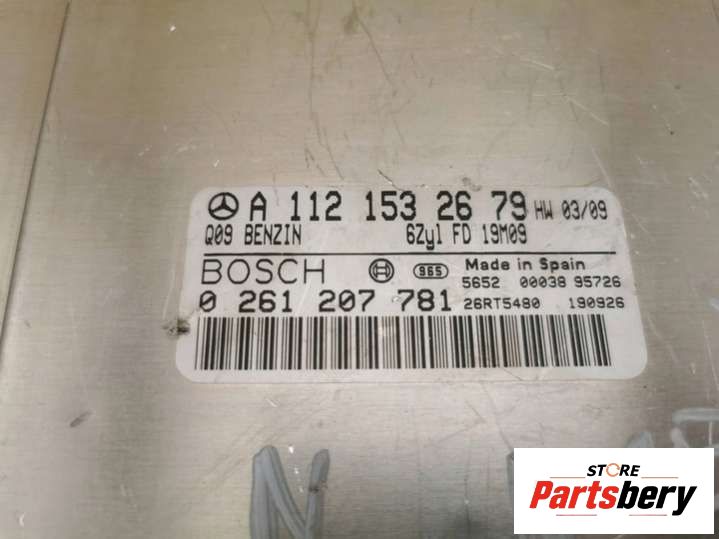 A 112 153 26 79 HW 03/09
Q09 BENZIN 6Zyl FD 19M09
BOSCH 965 Made in Spain
5652 00038 95726
0 261 207 781 26RT5480 190926
STORE
Partsbery